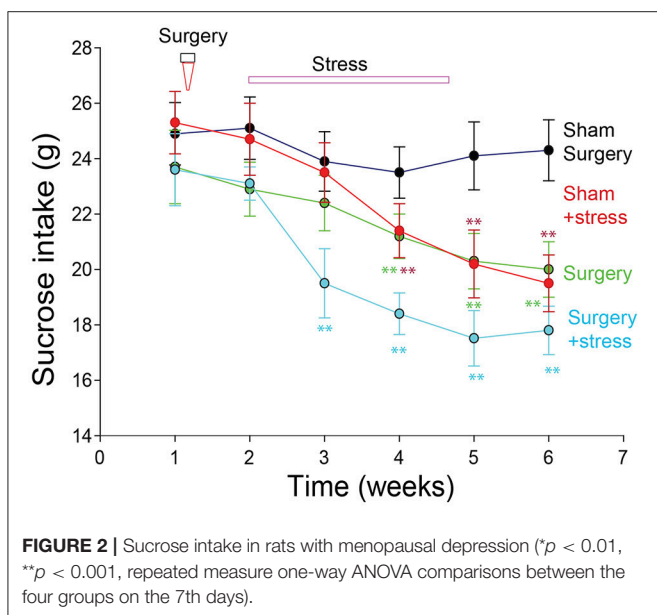 Surgery
28
Stress
26
Sham
Surgery
24
Sham
+stress
22
** **
Surgery
20
** **
** **
Surgery
+stress
18
**
**
**
**
16
14
Sucrose intake (g)
0 1 2 3 4 5 6 7
Time (weeks)
FIGURE 2 | Sucrose intake in rats with menopausal depression (*p < 0.01,
**p < 0.001, repeated measure one-way ANOVA comparisons between the
four groups on the 7th days).